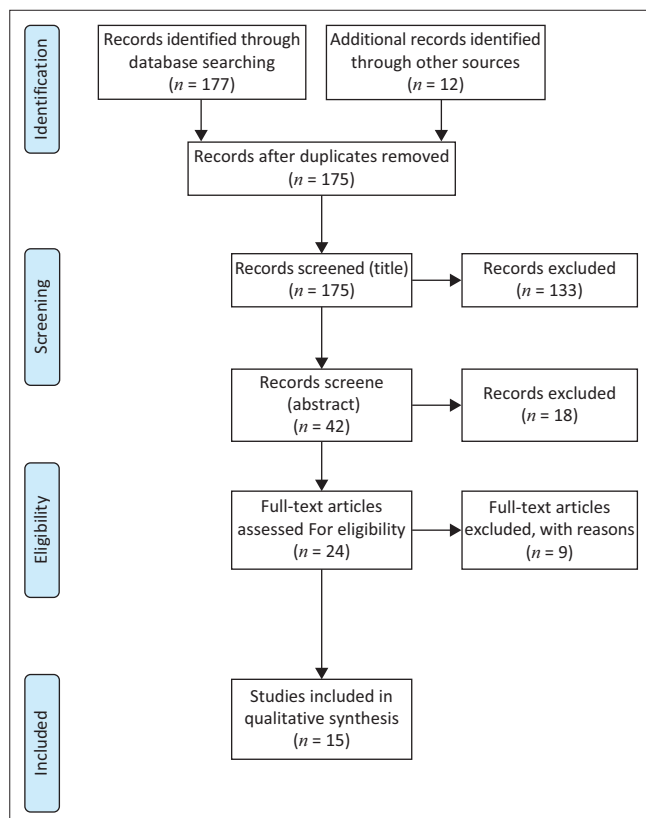 Identification
Records identified through
database searching
(n = 177)
Additional records identified
through other sources
(n = 12)
Records after duplicates removed
(n = 175)
Screening
Records screened (title)
(n = 175)
Records excluded
(n = 133)
Records screene
(abstract)
(n = 42)
Records excluded
(n = 18)
Eligibility
Full-text articles
assessed For eligibility
(n = 24)
Full-text articles
excluded, with reasons
(n = 9)
Included
Studies included in
qualitative synthesis
(n = 15)